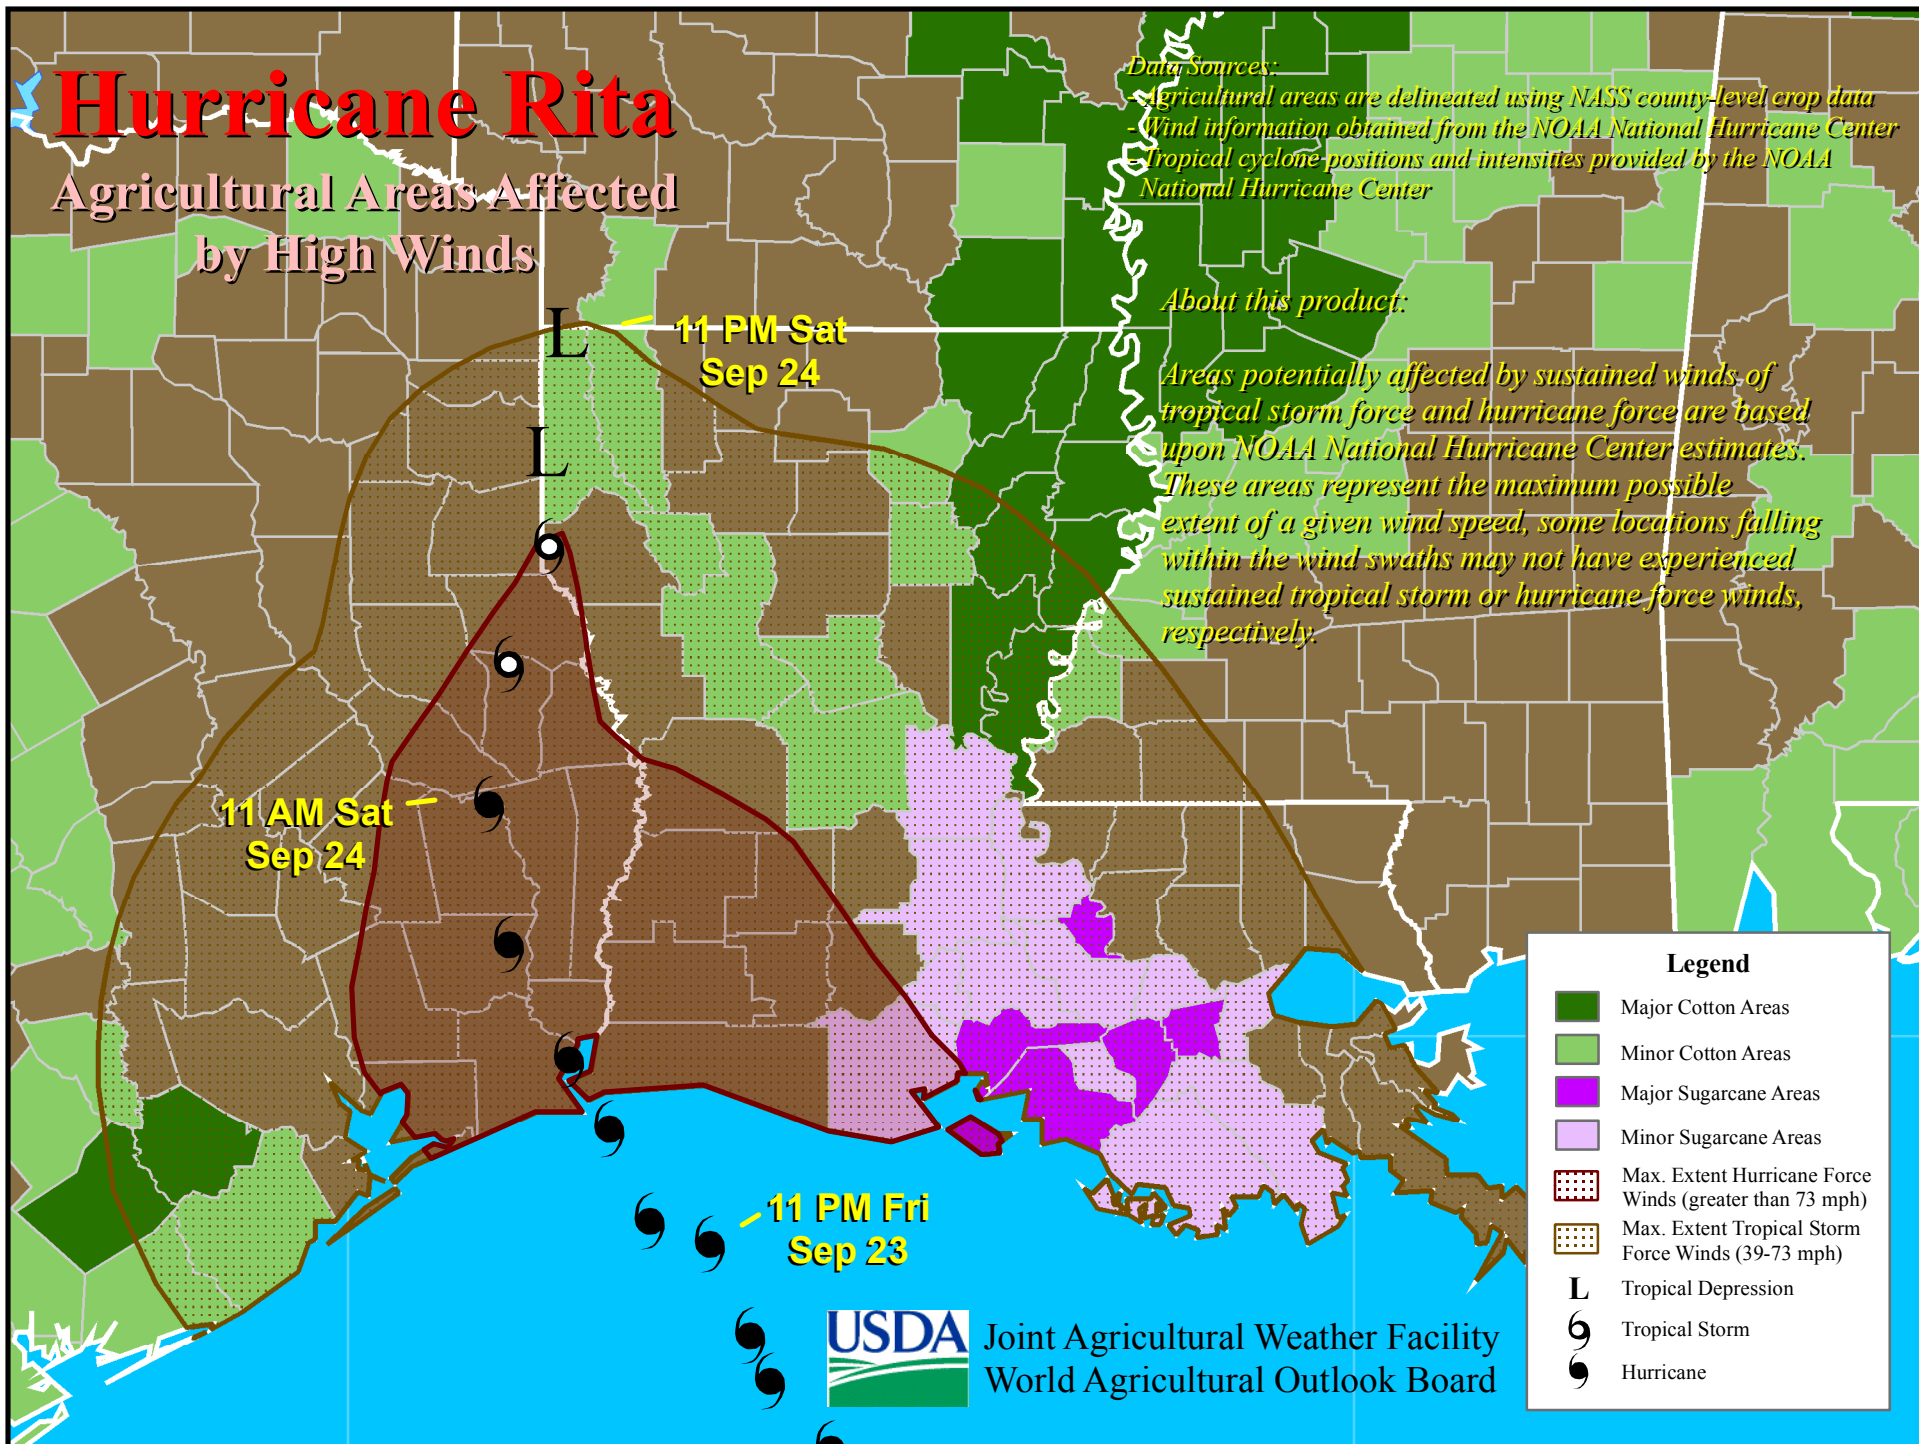 Hurricane Rita
Agricultural Areas Affected
by High Winds
Data Sources:
- Agricultural areas are delineated using NASS county-level crop data
- Wind information obtained from the NOAA National Hurricane Center
- Tropical cyclone positions and intensities provided by the NOAA
National Hurricane Center
About this product:
Areas potentially affected by sustained winds of
tropical storm force and hurricane force are based
upon NOAA National Hurricane Center estimates.
These areas represent the maximum possible
extent of a given wind speed, some locations falling
within the wind swaths may not have experienced
sustained tropical storm or hurricane force winds,
respectively.
L
11 PM Sat
Sep 24
L
11 AM Sat
Sep 24
11 PM Fri
Sep 23
USDA
Joint Agricultural Weather Facility
World Agricultural Outlook Board
Legend
Major Cotton Areas
Minor Cotton Areas
Major Sugarcane Areas
Minor Sugarcane Areas
Max. Extent Hurricane Force
Winds (greater than 73 mph)
Max. Extent Tropical Storm
Force Winds (39-73 mph)
L Tropical Depression
Tropical Storm
Hurricane